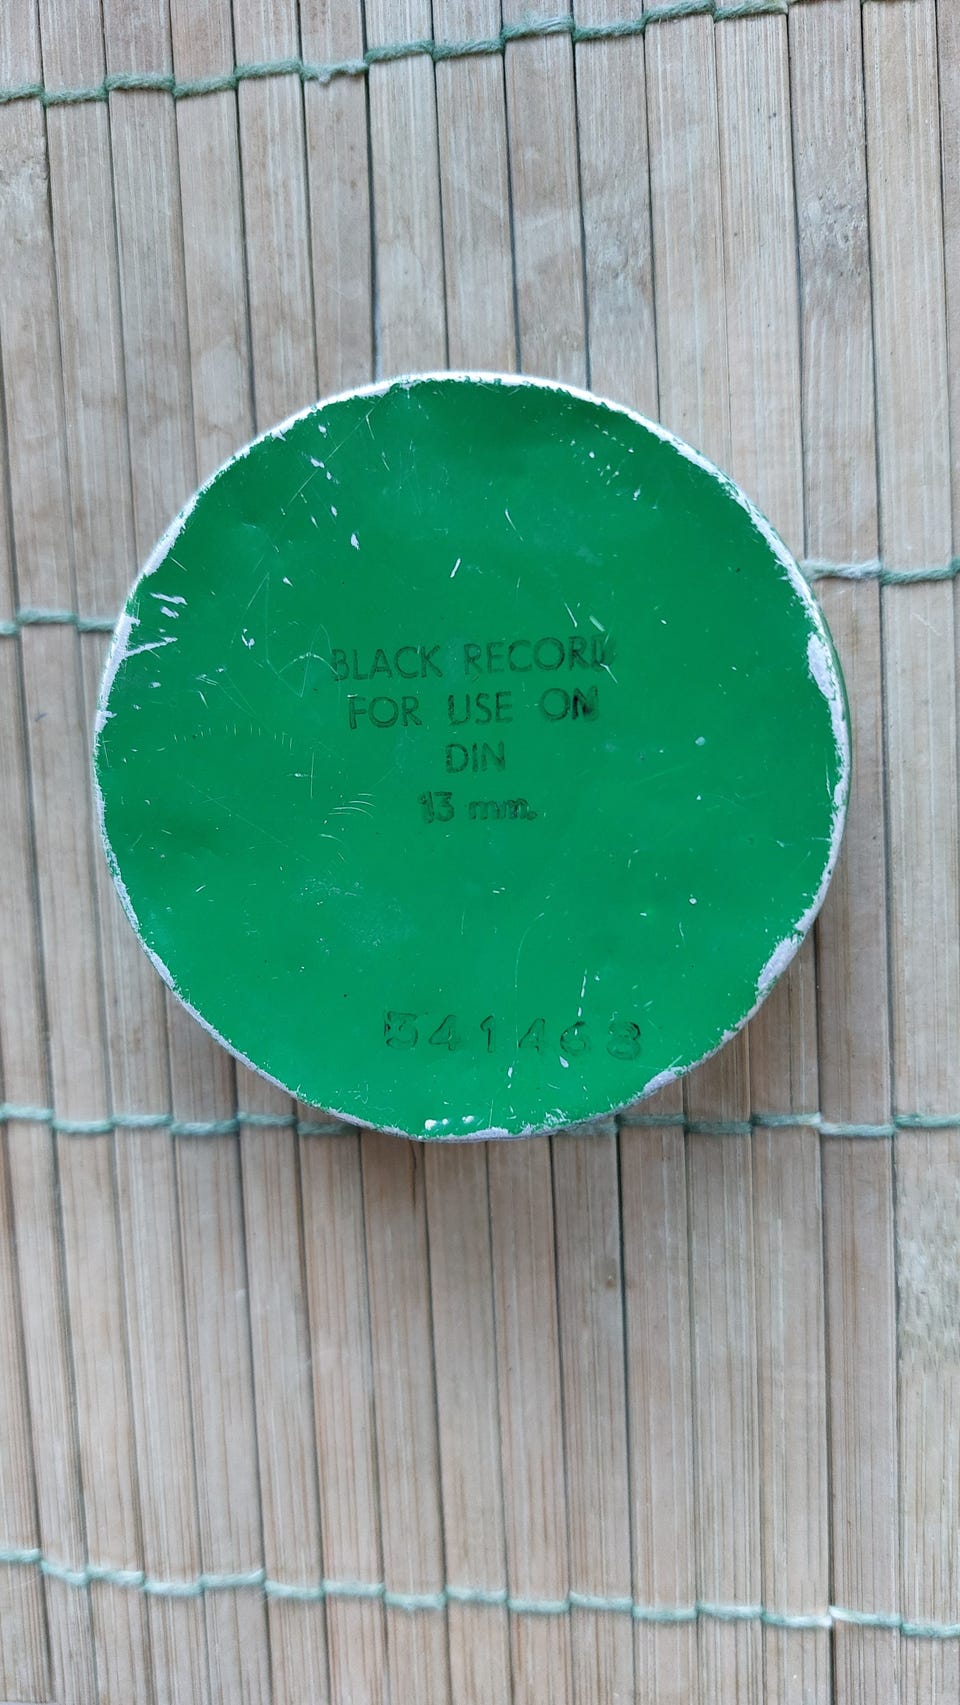 BLACK RECORD
FOR USE ON
DIN
13 mm.
341468